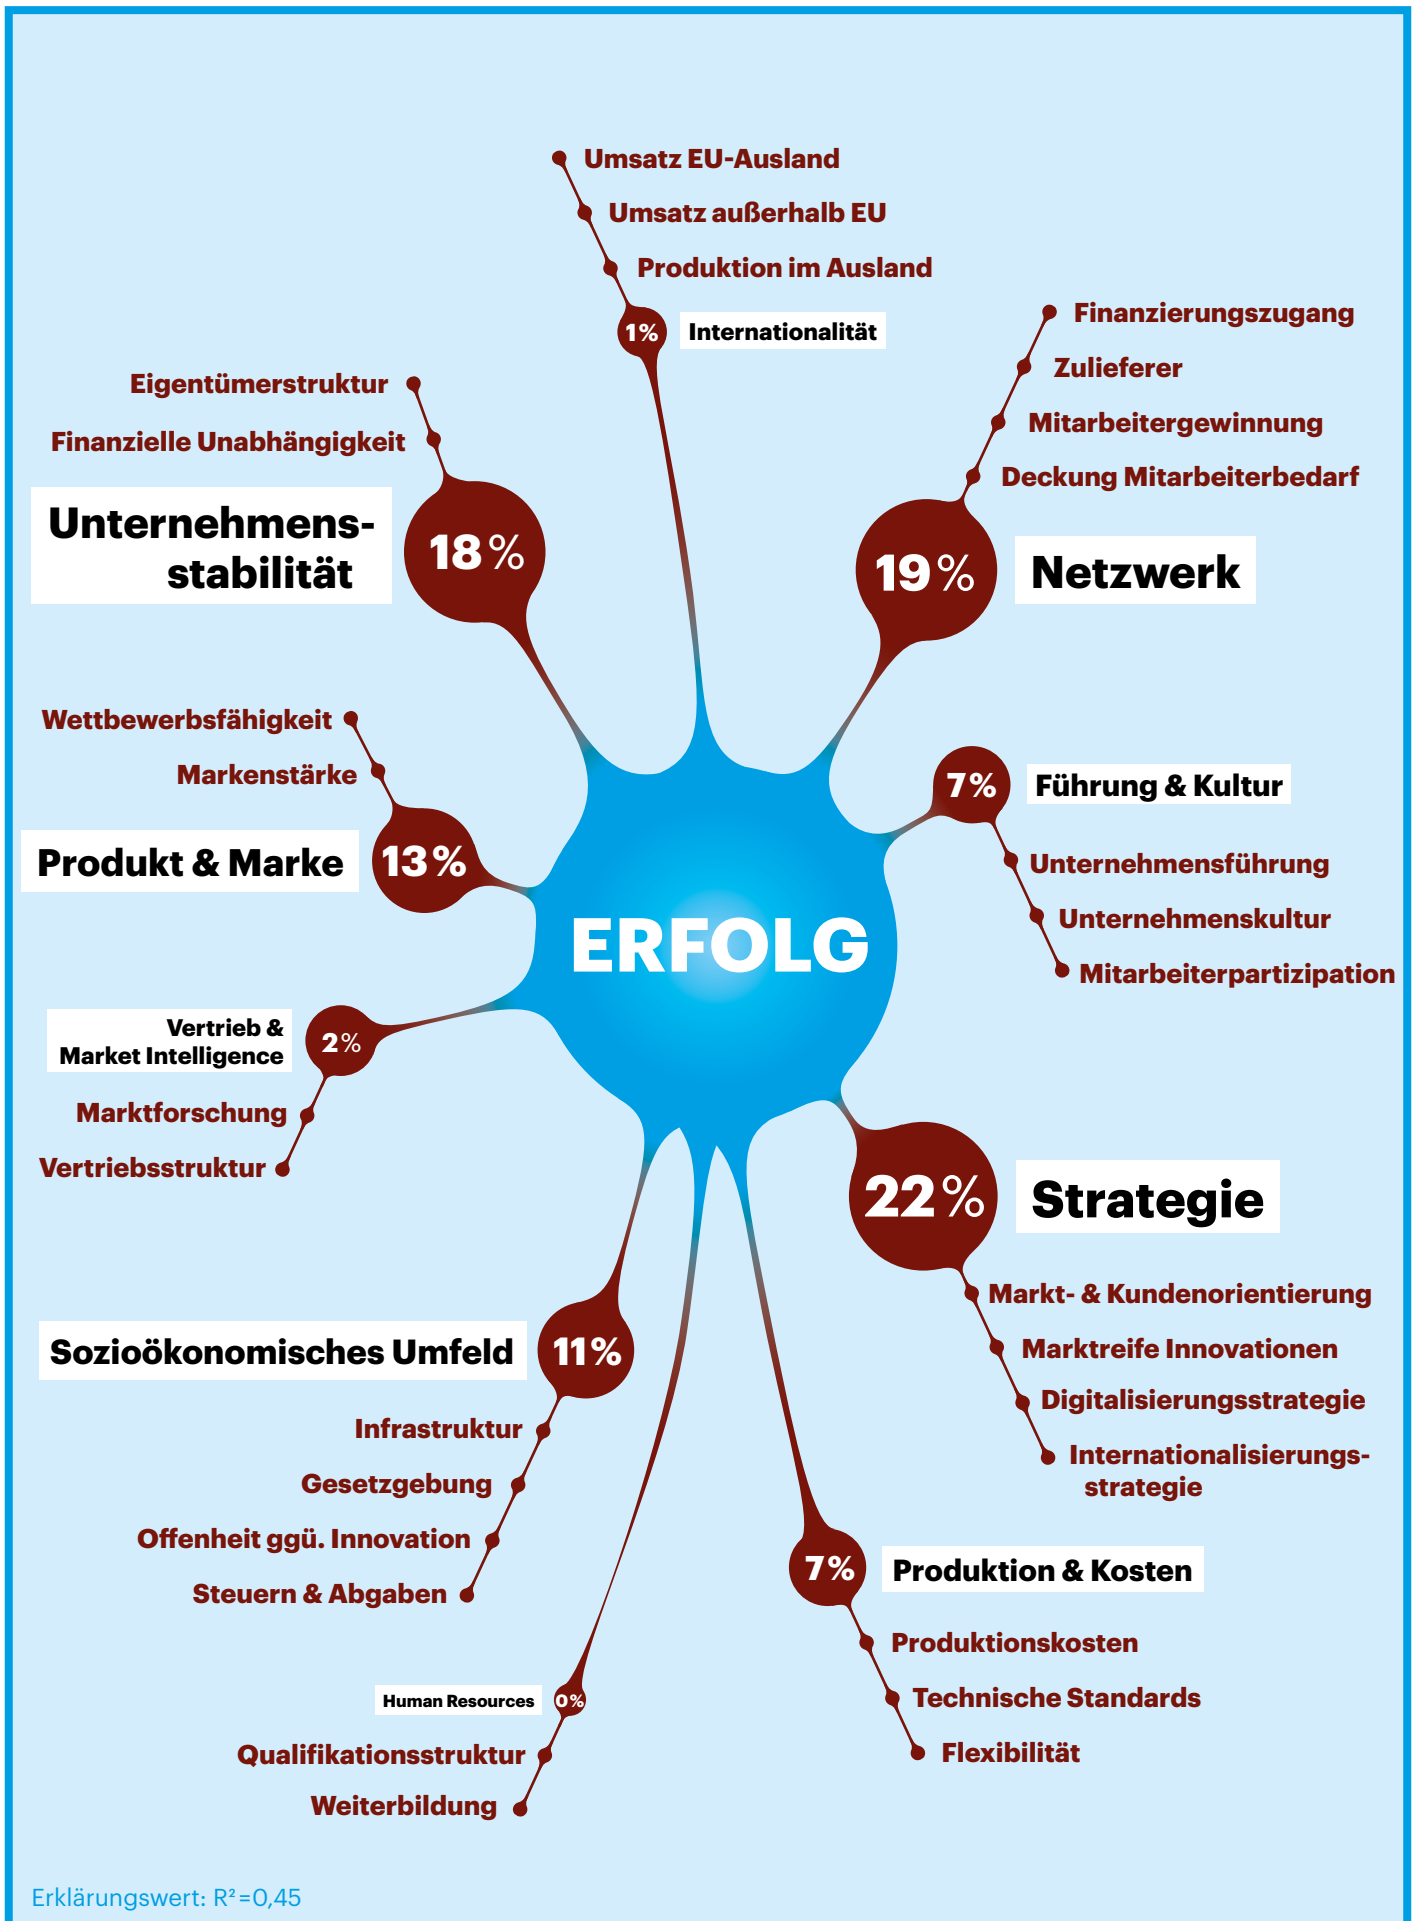 Umsatz EU-Ausland
Umsatz außerhalb EU
Produktion im Ausland
1%
Internationalität
Finanzierungszugang
Zulieferer
Mitarbeitergewinnung
Deckung Mitarbeiterbedarf
19%
Netzwerk
Eigentümerstruktur
Finanzielle Unabhängigkeit
Unternehmens-
stabilität
18%
Wettbewerbsfähigkeit
Markenstärke
Produkt & Marke
13%
7%
Führung & Kultur
Unternehmensführung
Unternehmenskultur
Mitarbeiterpartizipation
ERFOLG
Vertrieb &
Market Intelligence
2%
Marktforschung
Vertriebsstruktur
22%
Strategie
Markt- & Kundenorientierung
Marktreife Innovationen
Digitalisierungsstrategie
Internationalisierungs-
strategie
Sozioökonomisches Umfeld
11%
Infrastruktur
Gesetzgebung
Offenheit ggü. Innovation
Steuern & Abgaben
7%
Produktion & Kosten
Produktionskosten
Technische Standards
Flexibilität
Human Resources
0%
Qualifikationsstruktur
Weiterbildung
Erklärungswert: R²=0,45